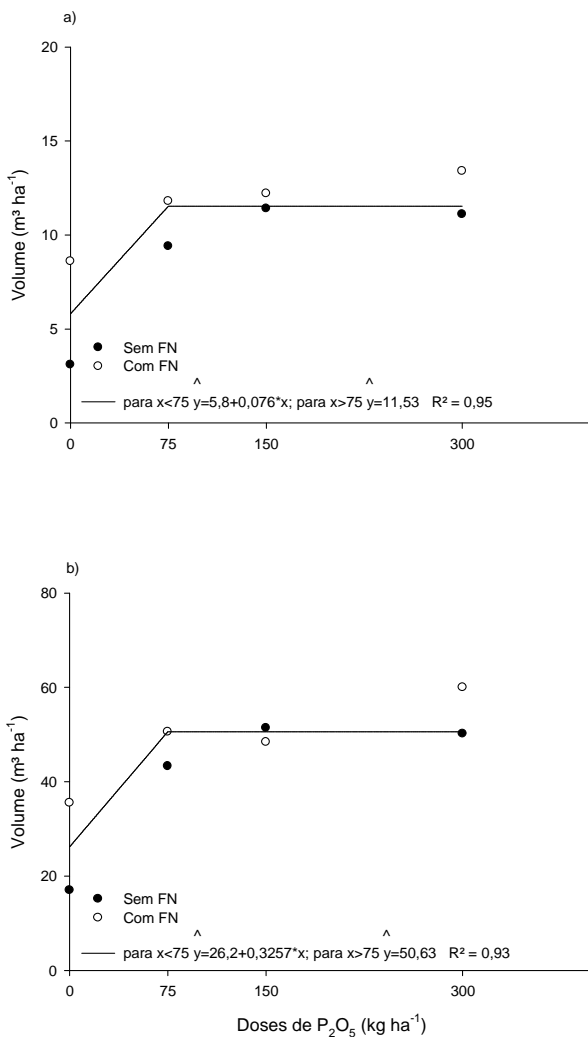 a)
20
15
10
5
0
Volume (m³ ha⁻¹)
Sem FN
Com FN
^ ^
para x<75 y=5,8+0,076*x; para x>75 y=11,53 R² = 0,95
0 75 150 300
b)
80
60
40
20
0
Volume (m³ ha⁻¹)
Sem FN
Com FN
^ ^
para x<75 y=26,2+0,3257*x; para x>75 y=50,63 R² = 0,93
0 75 150 300
Doses de P₂O₅ (kg ha⁻¹)